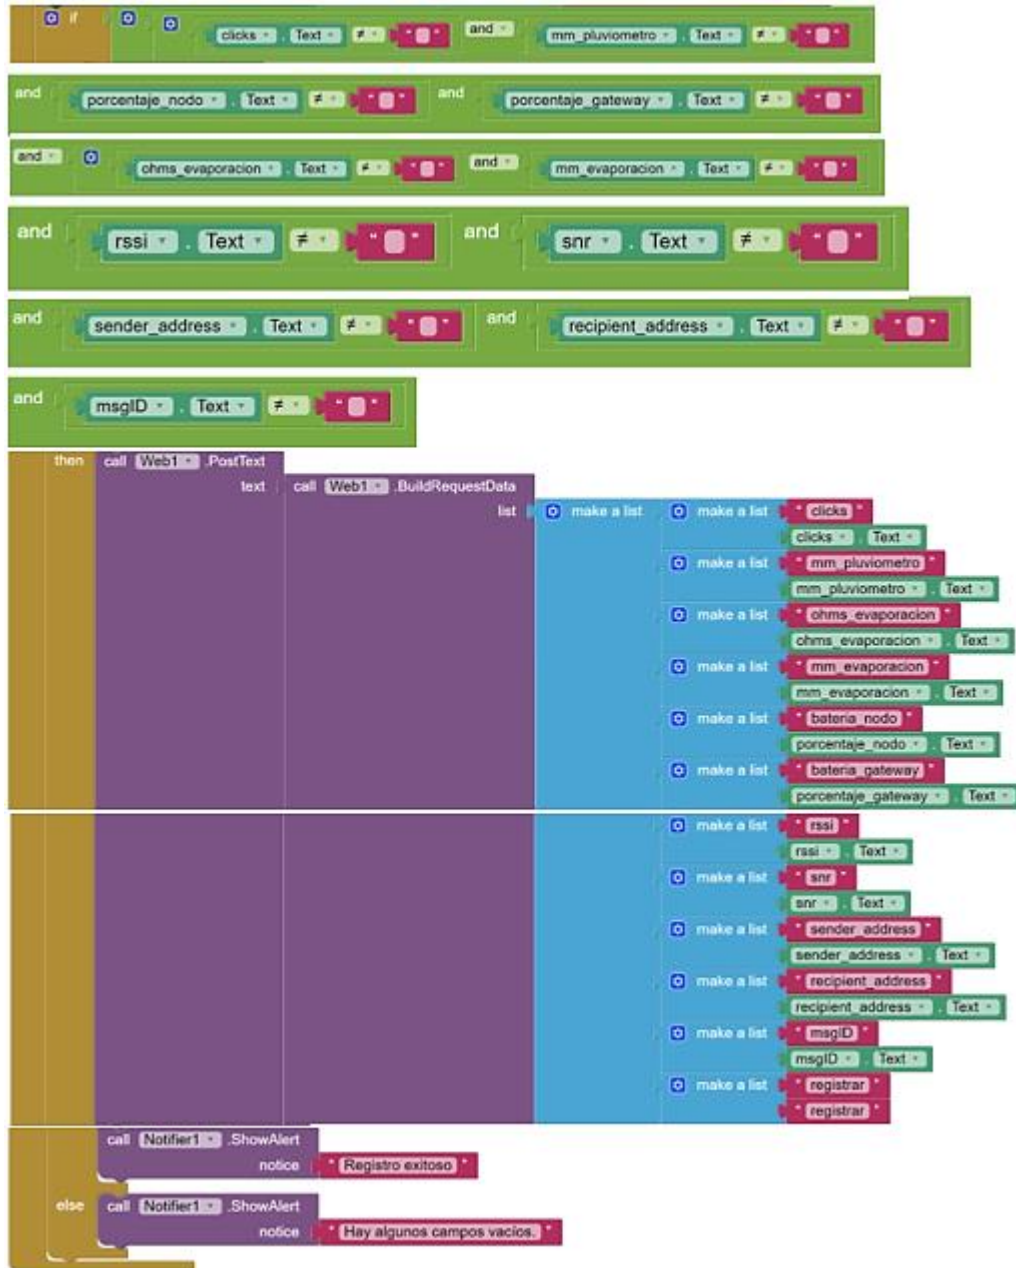 if clicks . Text ≠ " " and mm_pluviometro . Text ≠ " "
and porcentaje_nodo . Text ≠ " " and porcentaje_gateway . Text ≠ " "
and ohms_evaporacion . Text ≠ " " and mm_evaporacion . Text ≠ " "
and rssi . Text ≠ " " and snr . Text ≠ " "
and sender_address . Text ≠ " " and recipient_address . Text ≠ " "
and msgID . Text ≠ " "
then call Web1 .PostText
text call Web1 .BuildRequestData
list make a list make a list " clicks "
clicks . Text
make a list " mm_pluviometro "
mm_pluviometro . Text
make a list " ohms_evaporacion "
ohms_evaporacion . Text
make a list " mm_evaporacion "
mm_evaporacion . Text
make a list " bateria_nodo "
porcentaje_nodo . Text
make a list " bateria_gateway "
porcentaje_gateway . Text
make a list " rssi "
rssi . Text
make a list " snr "
snr . Text
make a list " sender_address "
sender_address . Text
make a list " recipient_address "
recipient_address . Text
make a list " msgID "
msgID . Text
make a list " registrar "
" registrar "
call Notifier1 .ShowAlert
notice " Registro exitoso "
else call Notifier1 .ShowAlert
notice " Hay algunos campos vacíos. "